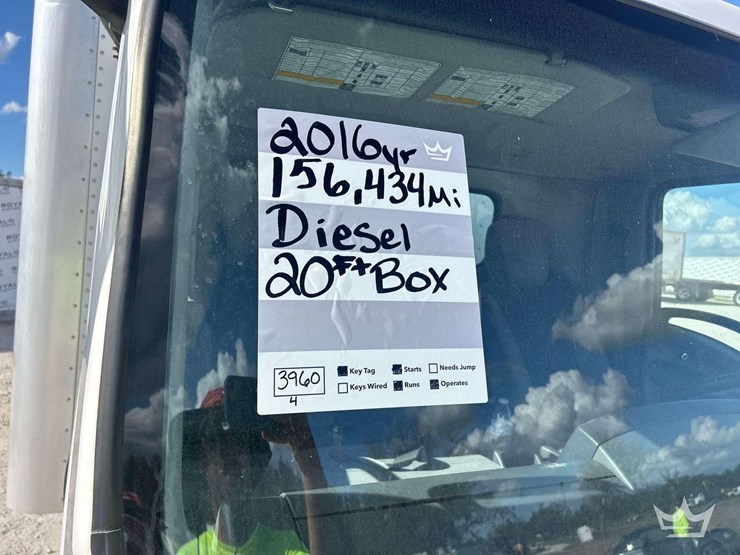 2016yr
156,434Mi
Diesel
20Ft Box
3960
4
Key Tag Starts Needs Jump
Keys Wired Runs Operates